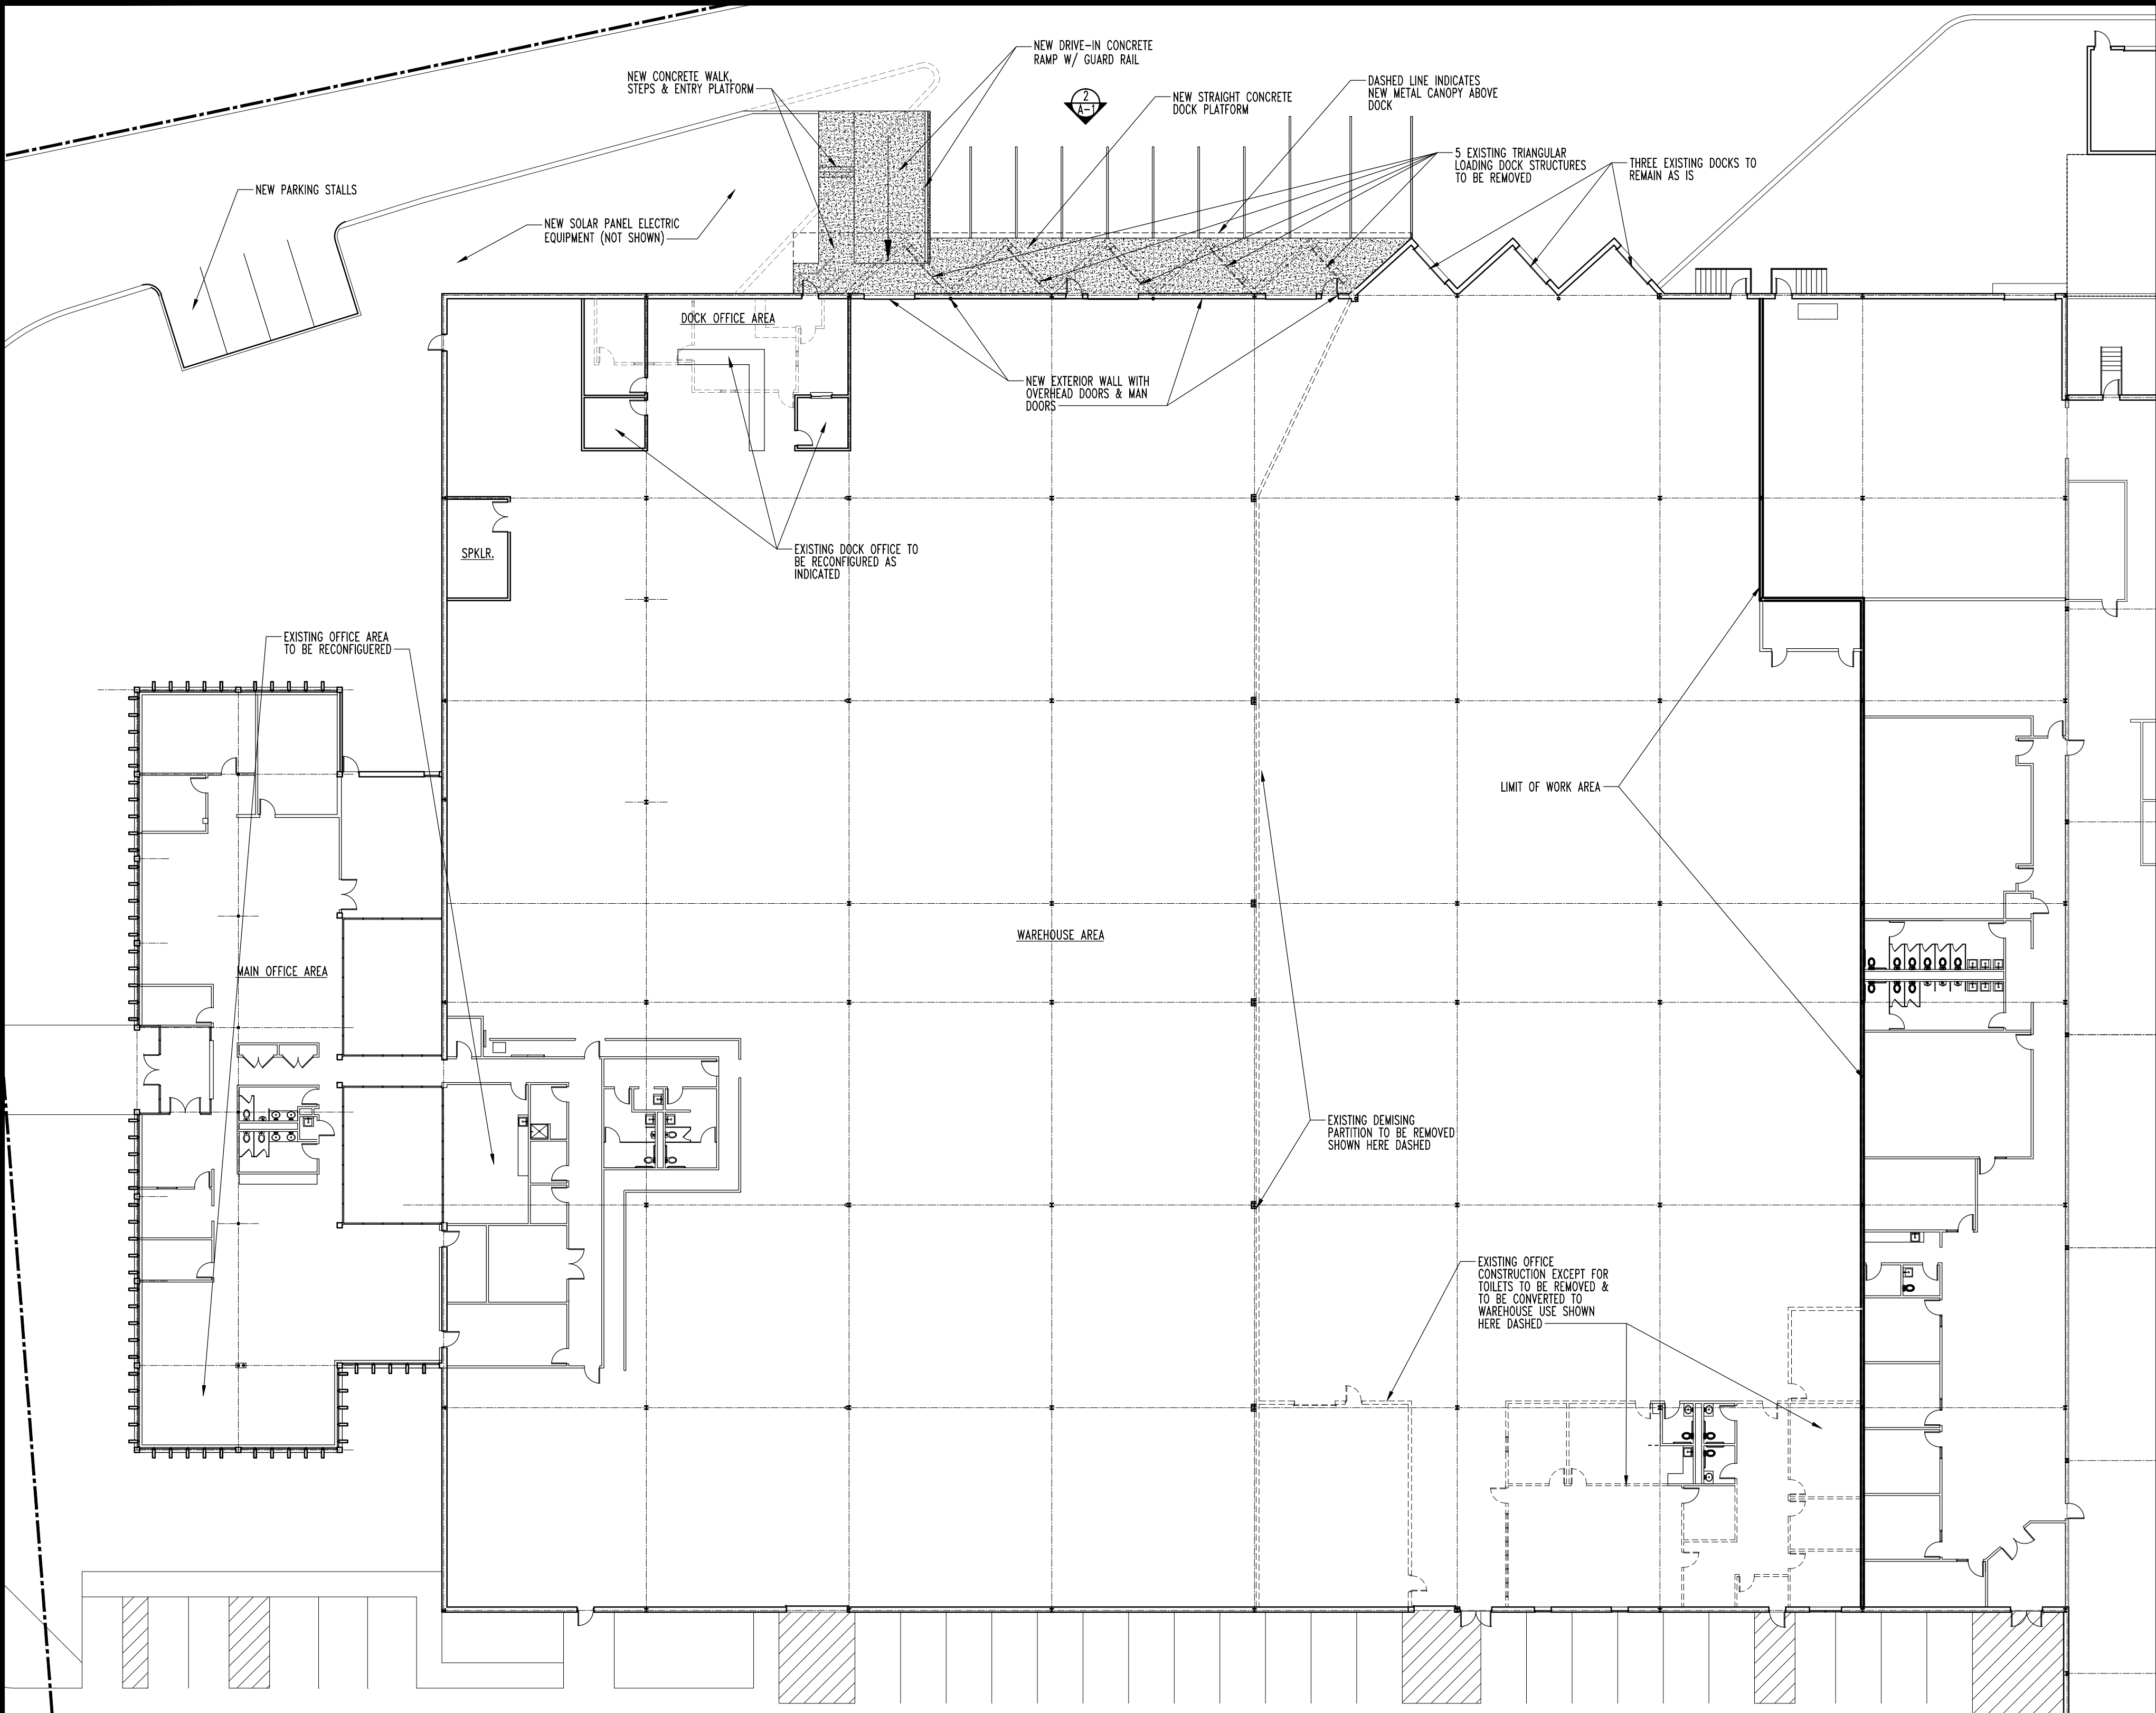 NEW DRIVE-IN CONCRETE
RAMP W/ GUARD RAIL
NEW CONCRETE WALK,
STEPS & ENTRY PLATFORM
DASHED LINE INDICATES
NEW METAL CANOPY ABOVE
DOCK
2
A-1
NEW STRAIGHT CONCRETE
DOCK PLATFORM
5 EXISTING TRIANGULAR
LOADING DOCK STRUCTURES
TO BE REMOVED
THREE EXISTING DOCKS TO
REMAIN AS IS
NEW PARKING STALLS
NEW SOLAR PANEL ELECTRIC
EQUIPMENT (NOT SHOWN)
DOCK OFFICE AREA
NEW EXTERIOR WALL WITH
OVERHEAD DOORS & MAN
DOORS
SPKLR.
EXISTING DOCK OFFICE TO
BE RECONFIGURED AS
INDICATED
EXISTING OFFICE AREA
TO BE RECONFIGUERED
LIMIT OF WORK AREA
WAREHOUSE AREA
MAIN OFFICE AREA
EXISTING DEMISING
PARTITION TO BE REMOVED
SHOWN HERE DASHED
EXISTING OFFICE
CONSTRUCTION EXCEPT FOR
TOILETS TO BE REMOVED &
TO BE CONVERTED TO
WAREHOUSE USE SHOWN
HERE DASHED